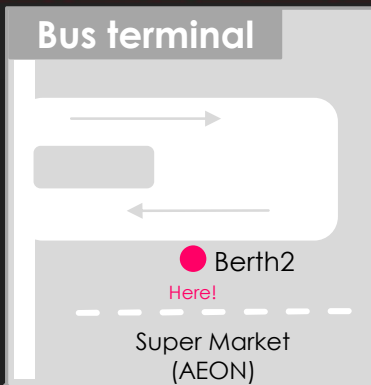 Bus terminal
Berth2
Here!
Super Market
(AEON)